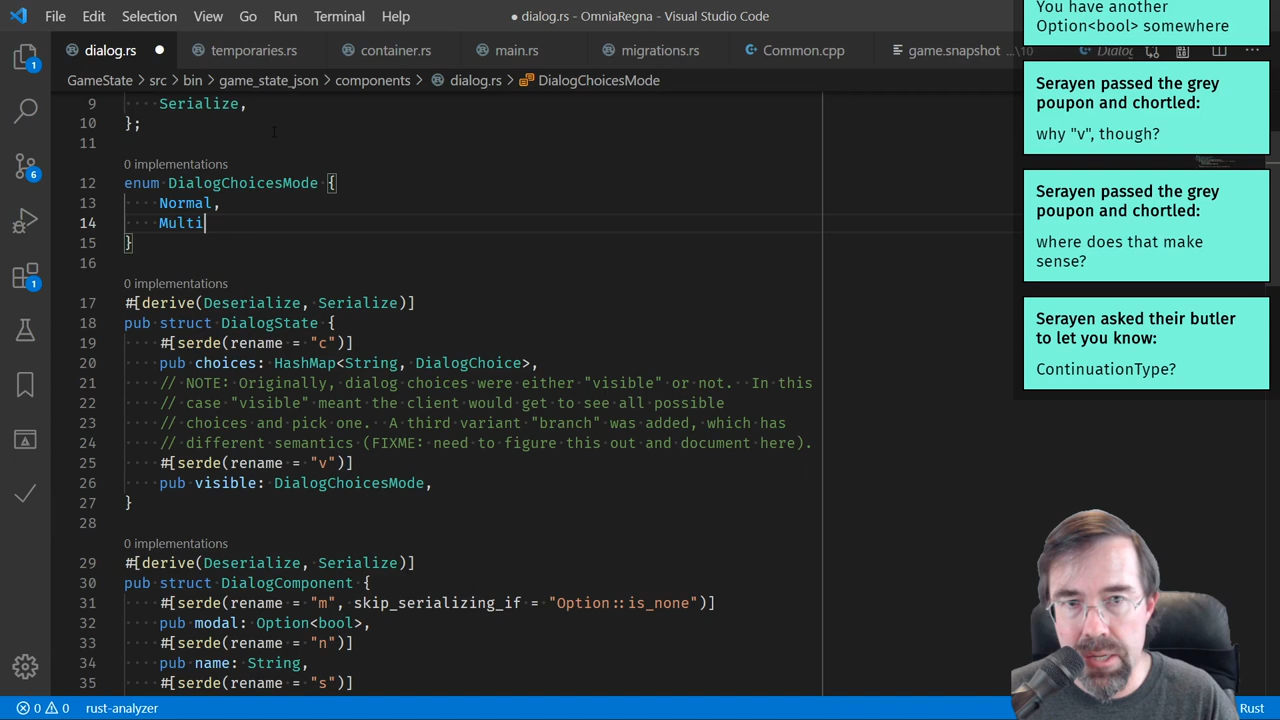 File Edit Selection View Go Run Terminal Help
● dialog.rs - OmniaRegna - Visual Studio Code
dialog.rs ● temporaries.rs container.rs main.rs migrations.rs Common.cpp game.snapshot ...\10 Dialog
GameState > src > bin > game_state_json > components > dialog.rs > DialogChoicesMode
9 ····Serialize,
10 };
11
0 implementations
12 enum·DialogChoicesMode·{
13 ····Normal,
14 ····Multi
15 }
16
0 implementations
17 #[derive(Deserialize,·Serialize)]
18 pub·struct·DialogState·{
19 ····#[serde(rename·=·"c")]
20 ····pub·choices:·HashMap<String,·DialogChoice>,
21 ····//·NOTE:·Originally,·dialog·choices·were·either·"visible"·or·not.··In·this
22 ····//·case·"visible"·meant·the·client·would·get·to·see·all·possible
23 ····//·choices·and·pick·one.··A·third·variant·"branch"·was·added,·which·has
24 ····//·different·semantics·(FIXME:·need·to·figure·this·out·and·document·here).
25 ····#[serde(rename·=·"v")]
26 ····pub·visible:·DialogChoicesMode,
27 }
28
0 implementations
29 #[derive(Deserialize,·Serialize)]
30 pub·struct·DialogComponent·{
31 ····#[serde(rename·=·"m",·skip_serializing_if·=·"Option::is_none")]
32 ····pub·modal:·Option<bool>,
33 ····#[serde(rename·=·"n")]
34 ····pub·name:·String,
35 ····#[serde(rename·=·"s")]
You have another
Option<bool> somewhere
Serayen passed the grey
poupon and chortled:
why "v", though?
Serayen passed the grey
poupon and chortled:
where does that make
sense?
Serayen asked their butler
to let you know:
ContinuationType?
1
6
1
0 0 rust-analyzer Rust